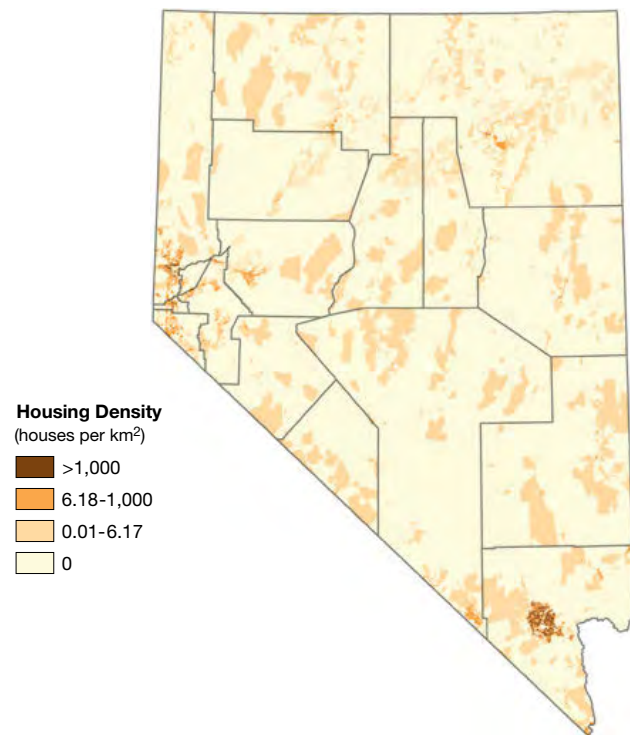 Housing Density
(houses per km²)
>1,000
6.18-1,000
0.01-6.17
0